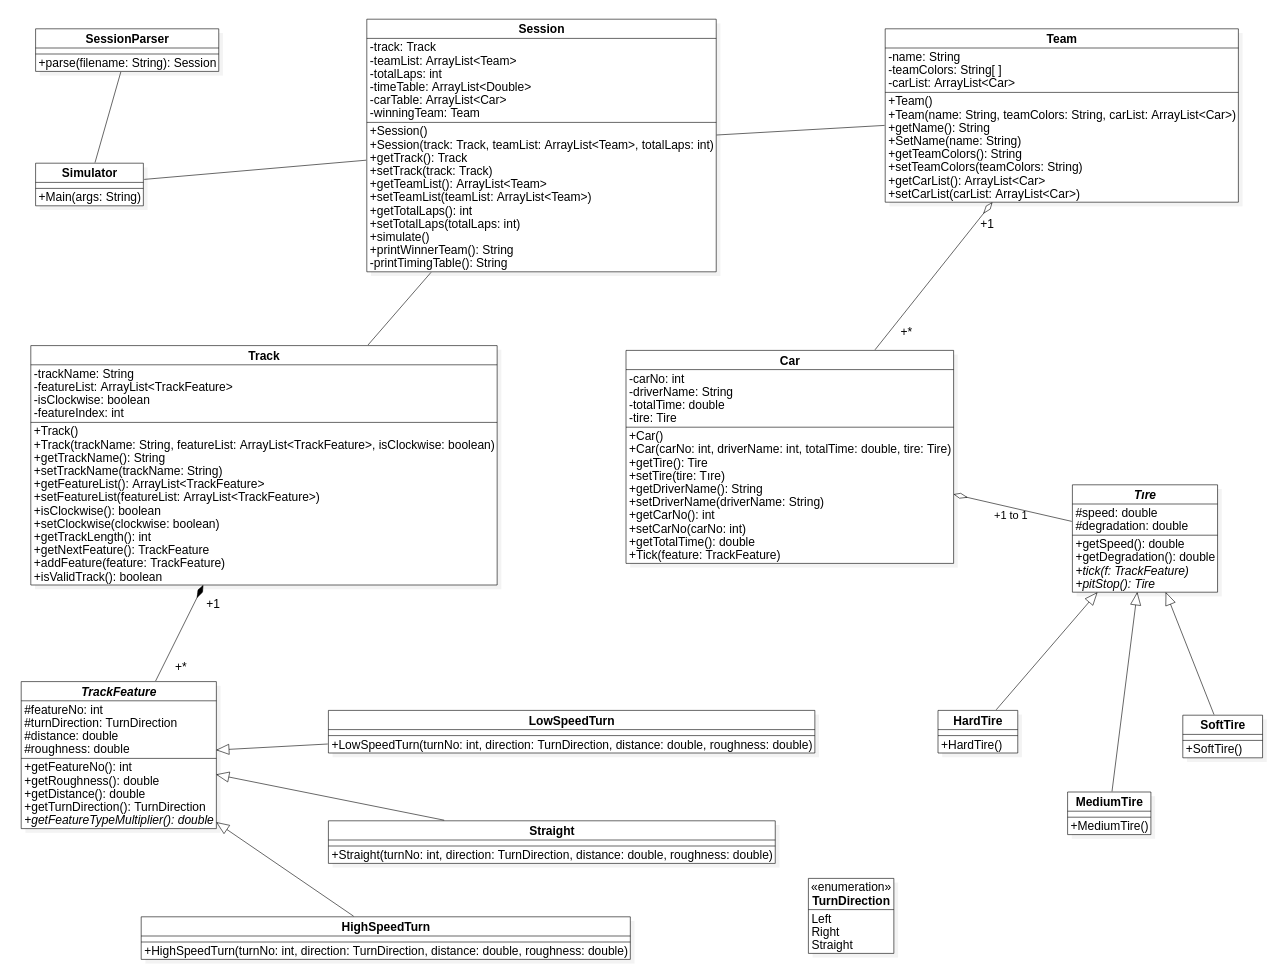 SessionParser
+parse(filename: String): Session
Simulator
+Main(args: String)
Session
-track: Track
-teamList: ArrayList<Team>
-totalLaps: int
-timeTable: ArrayList<Double>
-carTable: ArrayList<Car>
-winningTeam: Team
+Session()
+Session(track: Track, teamList: ArrayList<Team>, totalLaps: int)
+getTrack(): Track
+setTrack(track: Track)
+getTeamList(): ArrayList<Team>
+setTeamList(teamList: ArrayList<Team>)
+getTotalLaps(): int
+setTotalLaps(totalLaps: int)
+simulate()
+printWinnerTeam(): String
-printTimingTable(): String
Team
-name: String
-teamColors: String[ ]
-carList: ArrayList<Car>
+Team()
+Team(name: String, teamColors: String, carList: ArrayList<Car>)
+getName(): String
+SetName(name: String)
+getTeamColors(): String
+setTeamColors(teamColors: String)
+getCarList(): ArrayList<Car>
+setCarList(carList: ArrayList<Car>)
+1
+*
Track
-trackName: String
-featureList: ArrayList<TrackFeature>
-isClockwise: boolean
-featureIndex: int
+Track()
+Track(trackName: String, featureList: ArrayList<TrackFeature>, isClockwise: boolean)
+getTrackName(): String
+setTrackName(trackName: String)
+getFeatureList(): ArrayList<TrackFeature>
+setFeatureList(featureList: ArrayList<TrackFeature>)
+isClockwise(): boolean
+setClockwise(clockwise: boolean)
+getTrackLength(): int
+getNextFeature(): TrackFeature
+addFeature(feature: TrackFeature)
+isValidTrack(): boolean
+1
+*
Car
-carNo: int
-driverName: String
-totalTime: double
-tire: Tire
+Car()
+Car(carNo: int, driverName: int, totalTime: double, tire: Tire)
+getTire(): Tire
+setTire(tire: Tıre)
+getDriverName(): String
+setDriverName(driverName: String)
+getCarNo(): int
+setCarNo(carNo: int)
+getTotalTime(): double
+Tick(feature: TrackFeature)
+1 to 1
Tıre
#speed: double
#degradation: double
+getSpeed(): double
+getDegradation(): double
+tick(f: TrackFeature)
+pitStop(): Tire
TrackFeature
#featureNo: int
#turnDirection: TurnDirection
#distance: double
#roughness: double
+getFeatureNo(): int
+getRoughness(): double
+getDistance(): double
+getTurnDirection(): TurnDirection
+getFeatureTypeMultiplier(): double
LowSpeedTurn
+LowSpeedTurn(turnNo: int, direction: TurnDirection, distance: double, roughness: double)
HardTire
+HardTire()
SoftTire
+SoftTire()
MediumTire
+MediumTire()
Straight
+Straight(turnNo: int, direction: TurnDirection, distance: double, roughness: double)
«enumeration»
TurnDirection
Left
Right
Straight
HighSpeedTurn
+HighSpeedTurn(turnNo: int, direction: TurnDirection, distance: double, roughness: double)